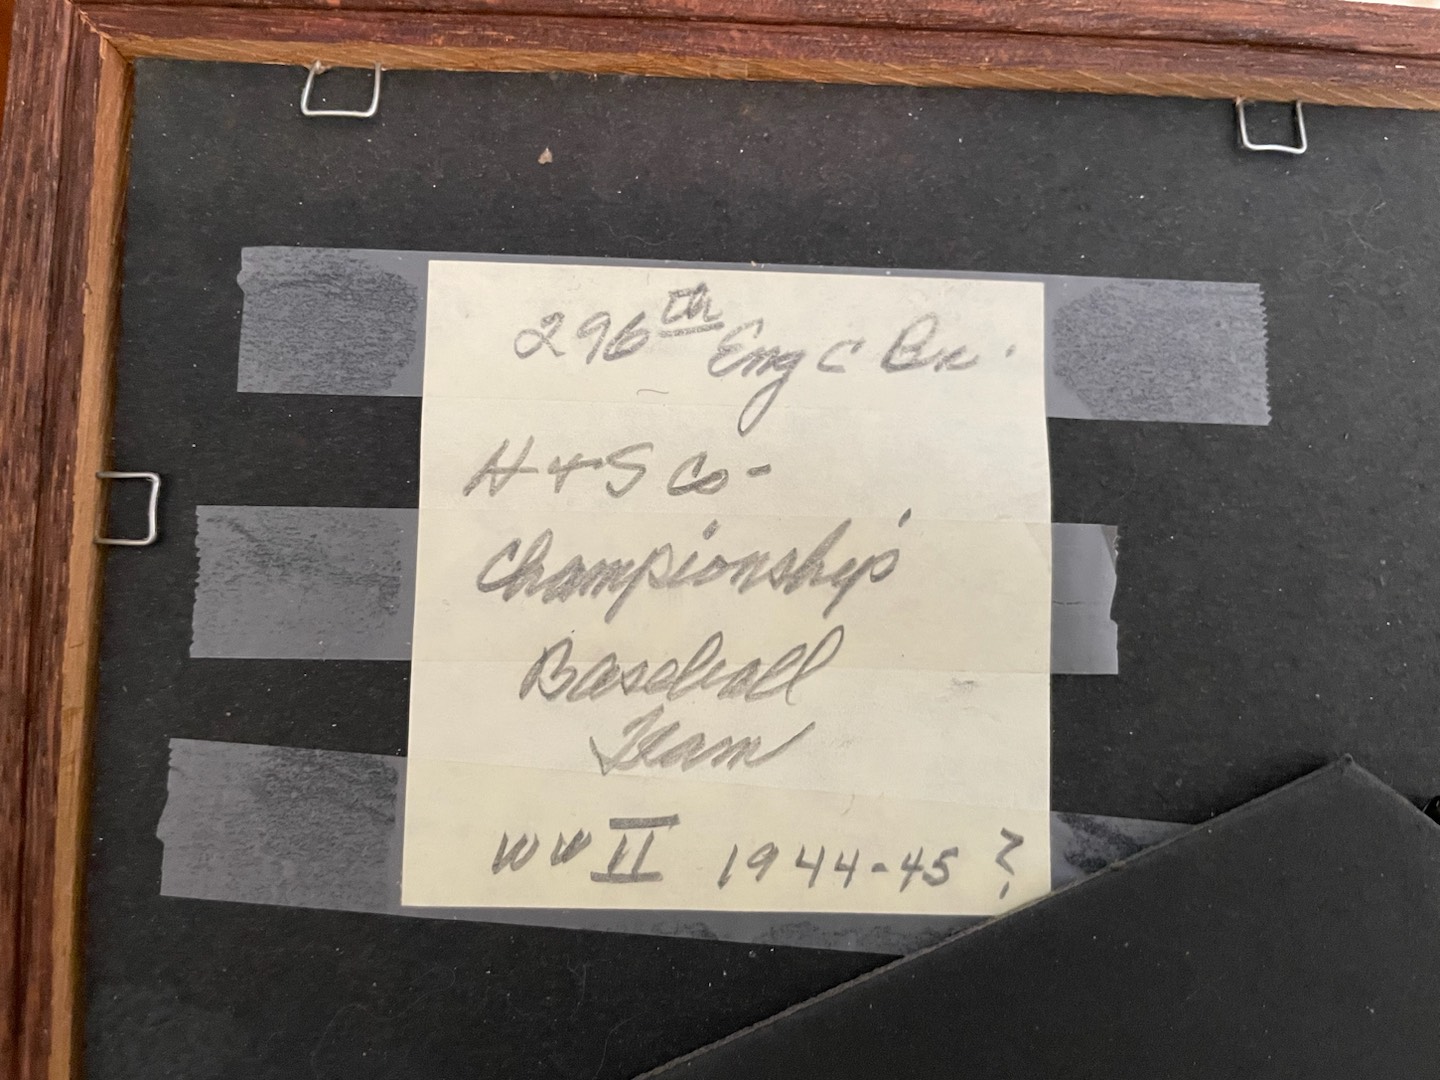 296th Eng C Bn.
H + S Co -
Championship
Baseball
Team
WW II 1944-45 ?